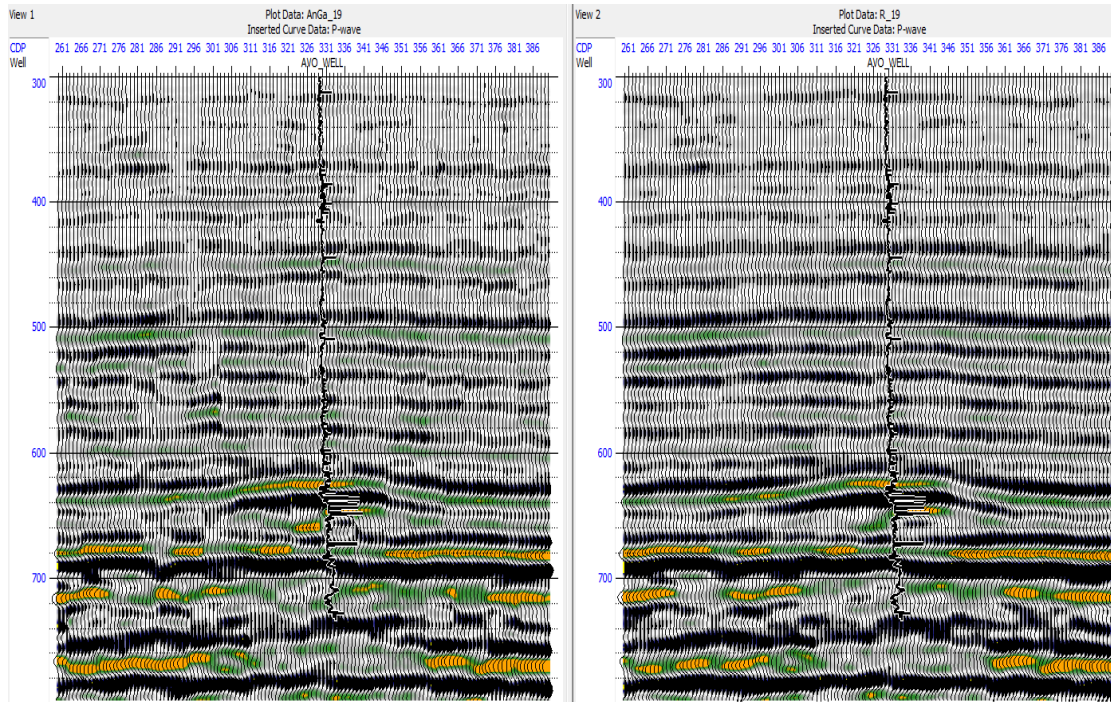 View 1
Plot Data: AnGa_19
Inserted Curve Data: P-wave
CDP 261 266 271 276 281 286 291 296 301 306 311 316 321 326 331 336 341 346 351 356 361 366 371 376 381 386
Well AVO_WELL
300
400
500
600
700
View 2
Plot Data: R_19
Inserted Curve Data: P-wave
CDP 261 266 271 276 281 286 291 296 301 306 311 316 321 326 331 336 341 346 351 356 361 366 371 376 381 386
Well AVO_WELL
300
400
500
600
700